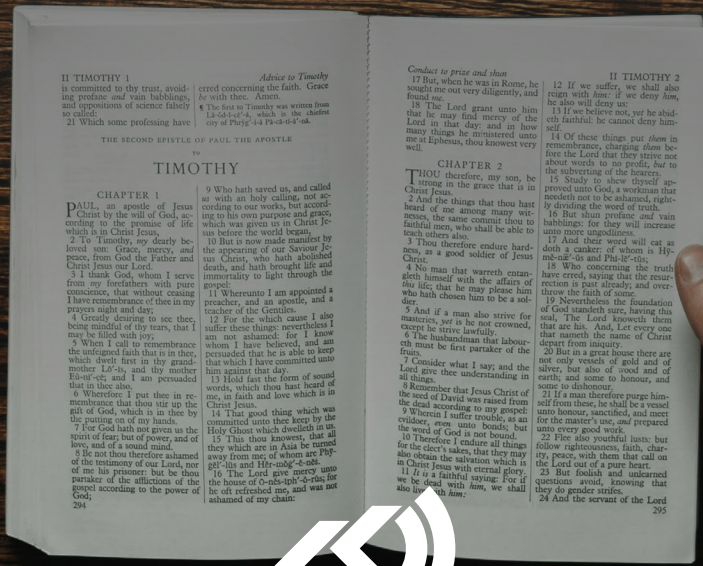 II TIMOTHY 1
Advice to Timothy
is committed to thy trust, avoid-
ing profane and vain babblings,
and oppositions of science falsely
so called:
21 Which some professing have
erred concerning the faith. Grace
be with thee. Amen.
¶ The first to Timothy was written from
Lā-ŏd-ĭ-çē′-ȧ, which is the chiefest
city of Phrȳġ′-ĭ-ȧ Pȧ-cȧ-tĭ-ā′-nȧ.
THE SECOND EPISTLE OF PAUL THE APOSTLE
TO
TIMOTHY
CHAPTER 1
PAUL, an apostle of Jesus
Christ by the will of God, ac-
cording to the promise of life
which is in Christ Jesus,
2 To Timothy, my dearly be-
loved son: Grace, mercy, and
peace, from God the Father and
Christ Jesus our Lord.
3 I thank God, whom I serve
from my forefathers with pure
conscience, that without ceasing
I have remembrance of thee in my
prayers night and day;
4 Greatly desiring to see thee,
being mindful of thy tears, that I
may be filled with joy;
5 When I call to remembrance
the unfeigned faith that is in thee,
which dwelt first in thy grand-
mother Lō′-ĭs, and thy mother
Eū-nī′-çē; and I am persuaded
that in thee also.
6 Wherefore I put thee in re-
membrance that thou stir up the
gift of God, which is in thee by
the putting on of my hands.
7 For God hath not given us the
spirit of fear; but of power, and of
love, and of a sound mind.
8 Be not thou therefore ashamed
of the testimony of our Lord, nor
of me his prisoner: but be thou
partaker of the afflictions of the
gospel according to the power of
God;
294
9 Who hath saved us, and called
us with an holy calling, not ac-
cording to our works, but accord-
ing to his own purpose and grace,
which was given us in Christ Je-
sus before the world began,
10 But is now made manifest by
the appearing of our Saviour Je-
sus Christ, who hath abolished
death, and hath brought life and
immortality to light through the
gospel:
11 Whereunto I am appointed a
preacher, and an apostle, and a
teacher of the Gentiles.
12 For the which cause I also
suffer these things: nevertheless I
am not ashamed: for I know
whom I have believed, and am
persuaded that he is able to keep
that which I have committed unto
him against that day.
13 Hold fast the form of sound
words, which thou hast heard of
me, in faith and love which is in
Christ Jesus.
14 That good thing which was
committed unto thee keep by the
Holy Ghost which dwelleth in us.
15 This thou knowest, that all
they which are in Asia be turned
away from me; of whom are Phȳ-
ġĕl′-lŭs and Hẽr-mŏġ′-ĕ-nēs.
16 The Lord give mercy unto
the house of Ŏ-nĕs-ĭph′-ŏ-rŭs; for
he oft refreshed me, and was not
ashamed of my chain:
Conduct to prize and shun
II TIMOTHY 2
17 But, when he was in Rome, he
sought me out very diligently, and
found me.
18 The Lord grant unto him
that he may find mercy of the
Lord in that day: and in how
many things he ministered unto
me at Ephesus, thou knowest very
well.
CHAPTER 2
THOU therefore, my son, be
strong in the grace that is in
Christ Jesus.
2 And the things that thou hast
heard of me among many wit-
nesses, the same commit thou to
faithful men, who shall be able to
teach others also.
3 Thou therefore endure hard-
ness, as a good soldier of Jesus
Christ.
4 No man that warreth entan-
gleth himself with the affairs of
this life; that he may please him
who hath chosen him to be a sol-
dier.
5 And if a man also strive for
masteries, yet is he not crowned,
except he strive lawfully.
6 The husbandman that labour-
eth must be first partaker of the
fruits.
7 Consider what I say; and the
Lord give thee understanding in
all things.
8 Remember that Jesus Christ of
the seed of David was raised from
the dead according to my gospel:
9 Wherein I suffer trouble, as an
evildoer, even unto bonds; but
the word of God is not bound.
10 Therefore I endure all things
for the elect's sakes, that they may
also obtain the salvation which is
in Christ Jesus with eternal glory.
11 It is a faithful saying: For if
we be dead with him, we shall
also live with him:
12 If we suffer, we shall also
reign with him: if we deny him,
he also will deny us:
13 If we believe not, yet he abid-
eth faithful: he cannot deny him-
self.
14 Of these things put them in
remembrance, charging them be-
fore the Lord that they strive not
about words to no profit, but to
the subverting of the hearers.
15 Study to shew thyself ap-
proved unto God, a workman that
needeth not to be ashamed, right-
ly dividing the word of truth.
16 But shun profane and vain
babblings: for they will increase
unto more ungodliness.
17 And their word will eat as
doth a canker: of whom is Hȳ-
mĕ-næ′-ŭs and Phĭ-lē′-tŭs;
18 Who concerning the truth
have erred, saying that the resur-
rection is past already; and over-
throw the faith of some.
19 Nevertheless the foundation
of God standeth sure, having this
seal, The Lord knoweth them
that are his. And, Let every one
that nameth the name of Christ
depart from iniquity.
20 But in a great house there are
not only vessels of gold and of
silver, but also of wood and of
earth; and some to honour, and
some to dishonour.
21 If a man therefore purge him-
self from these, he shall be a vessel
unto honour, sanctified, and meet
for the master's use, and prepared
unto every good work.
22 Flee also youthful lusts: but
follow righteousness, faith, char-
ity, peace, with them that call on
the Lord out of a pure heart.
23 But foolish and unlearned
questions avoid, knowing that
they do gender strifes.
24 And the servant of the Lord
295